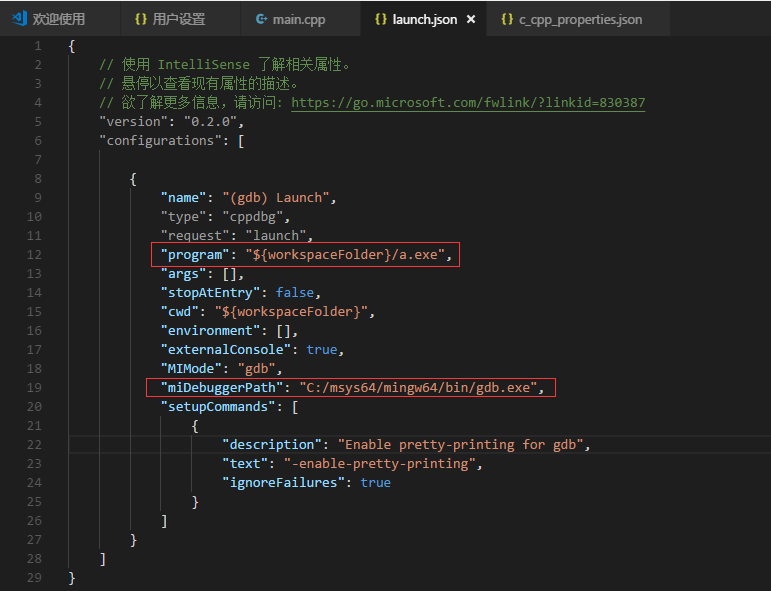 欢迎使用 {} 用户设置 main.cpp {} launch.json × {} c_cpp_properties.json
1 {
2 // 使用 IntelliSense 了解相关属性。
3 // 悬停以查看现有属性的描述。
4 // 欲了解更多信息，请访问: https://go.microsoft.com/fwlink/?linkid=830387
5 "version": "0.2.0",
6 "configurations": [
7
8 {
9 "name": "(gdb) Launch",
10 "type": "cppdbg",
11 "request": "launch",
12 "program": "${workspaceFolder}/a.exe",
13 "args": [],
14 "stopAtEntry": false,
15 "cwd": "${workspaceFolder}",
16 "environment": [],
17 "externalConsole": true,
18 "MIMode": "gdb",
19 "miDebuggerPath": "C:/msys64/mingw64/bin/gdb.exe",
20 "setupCommands": [
21 {
22 "description": "Enable pretty-printing for gdb",
23 "text": "-enable-pretty-printing",
24 "ignoreFailures": true
25 }
26 ]
27 }
28 ]
29 }